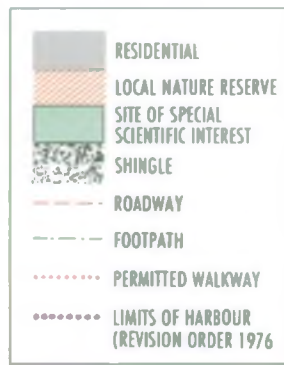 RESIDENTIAL
LOCAL NATURE RESERVE
SITE OF SPECIAL
SCIENTIFIC INTEREST
SHINGLE
ROADWAY
FOOTPATH
PERMITTED WALKWAY
LIMITS OF HARBOUR
(REVISION ORDER 1976